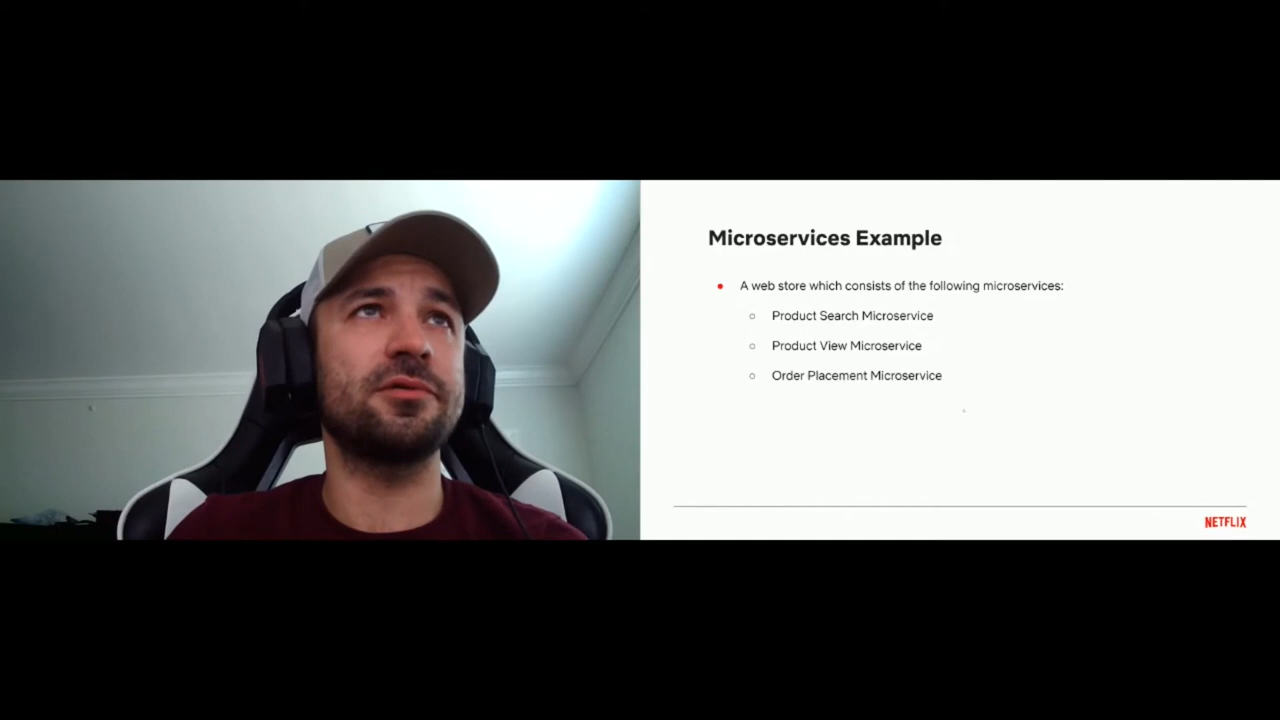 Microservices Example
A web store which consists of the following microservices:
Product Search Microservice
Product View Microservice
Order Placement Microservice
NETFLIX